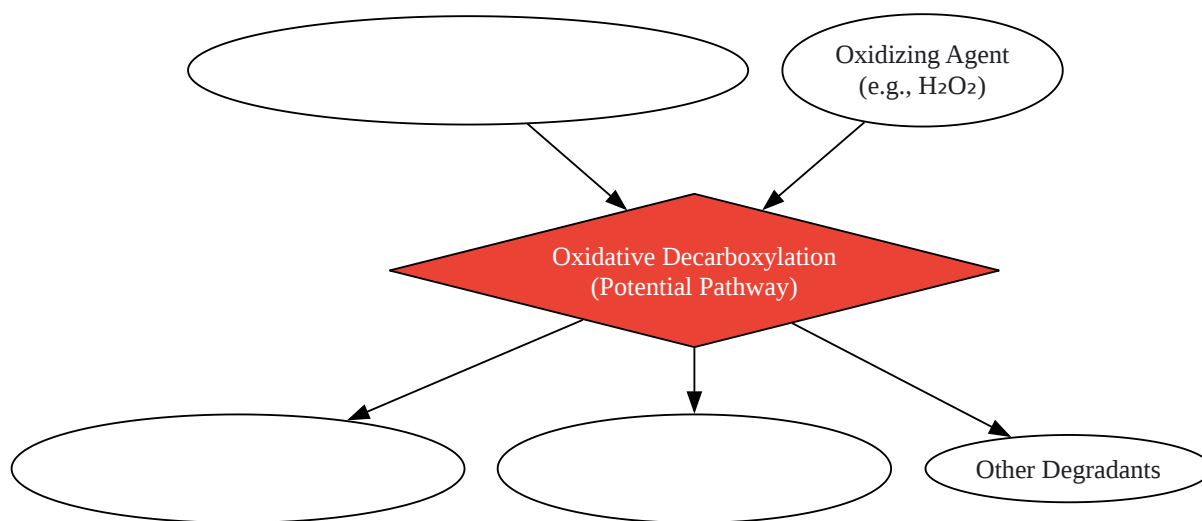 Oxidizing Agent
(e.g., H₂O₂)
Oxidative Decarboxylation
(Potential Pathway)
Other Degradants